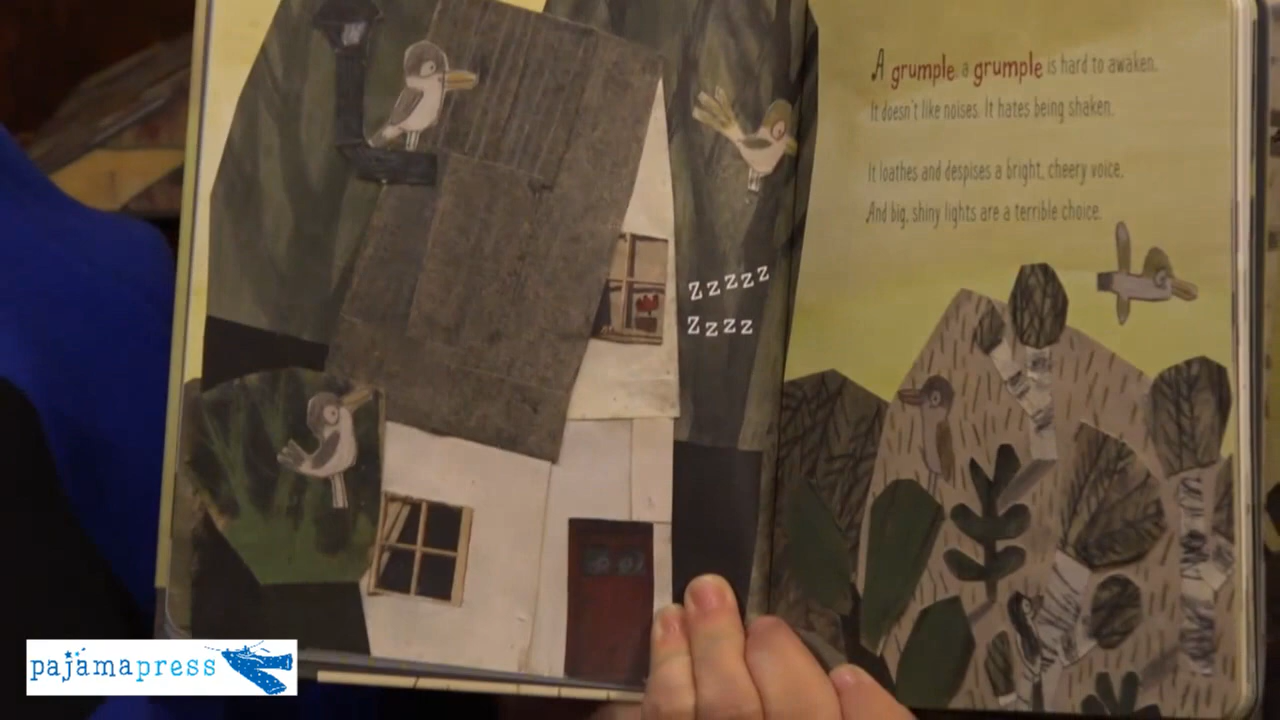 Zzzzz
Zzzz
A grumple a grumple is hard to awaken.
It doesn't like noises. It hates being shaken.
It loathes and despises a bright, cheery voice.
And big, shiny lights are a terrible choice.
pajamapress